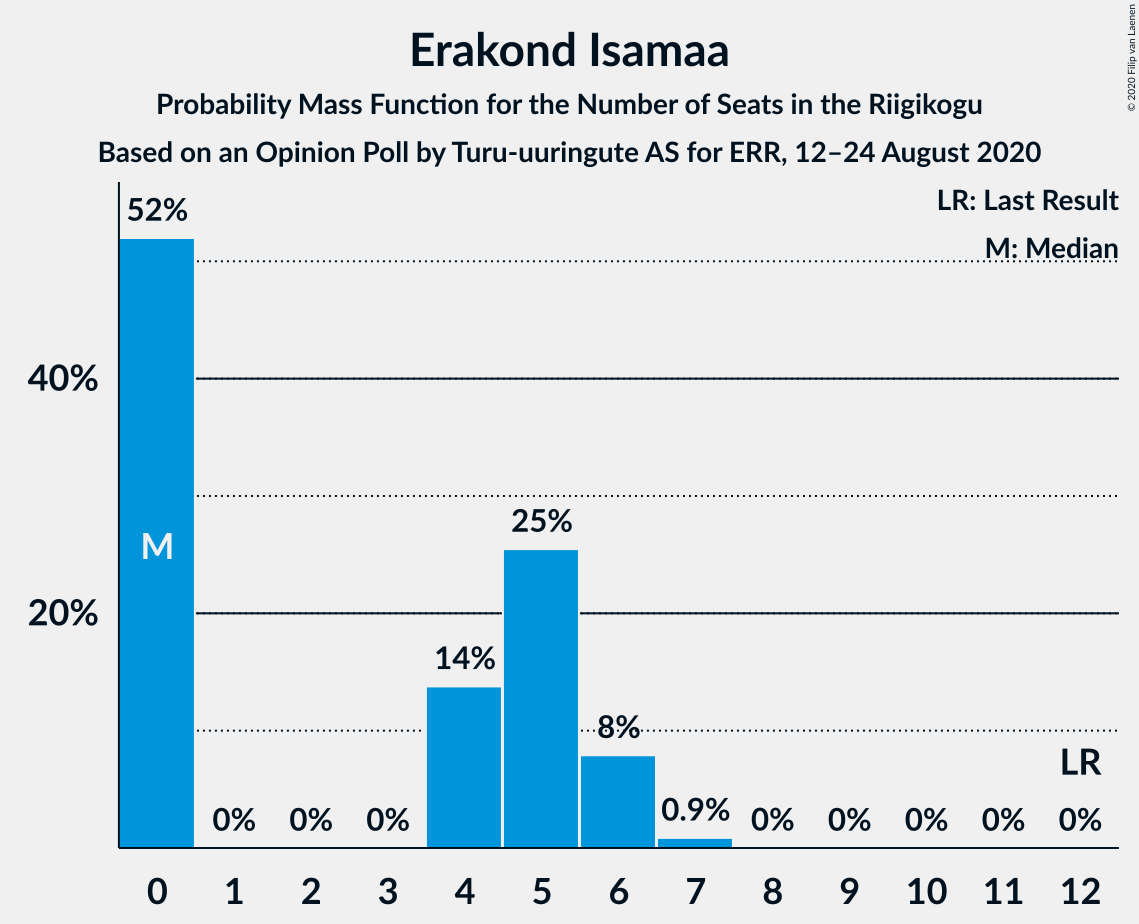 Erakond Isamaa
Probability Mass Function for the Number of Seats in the Riigikogu
Based on an Opinion Poll by Turu-uuringute AS for ERR, 12–24 August 2020
© 2020 Filip van Laenen
LR: Last Result
M: Median
52%
40%
25%
M
20%
14%
8%
LR
0% 0% 0% 0.9% 0% 0% 0% 0% 0%
0 1 2 3 4 5 6 7 8 9 10 11 12